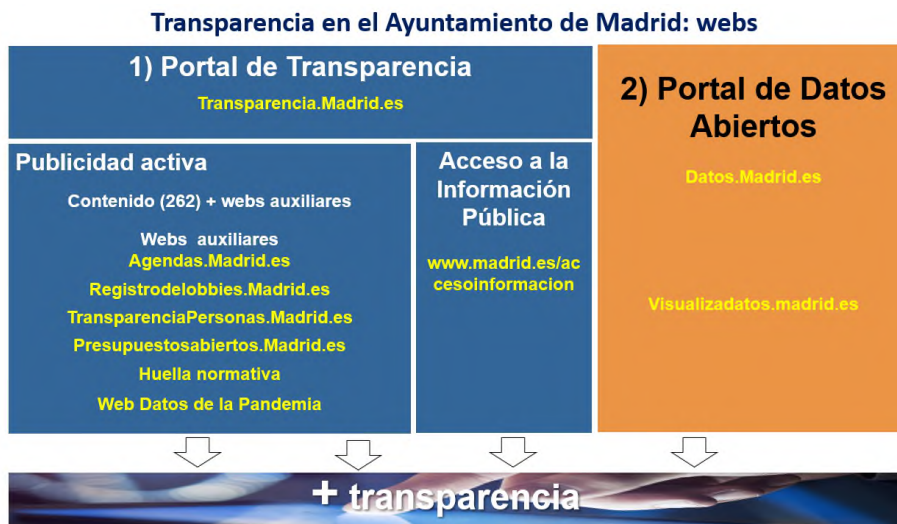 Transparencia en el Ayuntamiento de Madrid: webs
1) Portal de Transparencia
Transparencia.Madrid.es
Publicidad activa
Contenido (262) + webs auxiliares
Webs auxiliares
Agendas.Madrid.es
Registrodelobbies.Madrid.es
TransparenciaPersonas.Madrid.es
Presupuestosabiertos.Madrid.es
Huella normativa
Web Datos de la Pandemia
Acceso a la
Información
Pública
www.madrid.es/ac
cesoinformacion
2) Portal de Datos
Abiertos
Datos.Madrid.es
Visualizadatos.madrid.es
+ transparencia